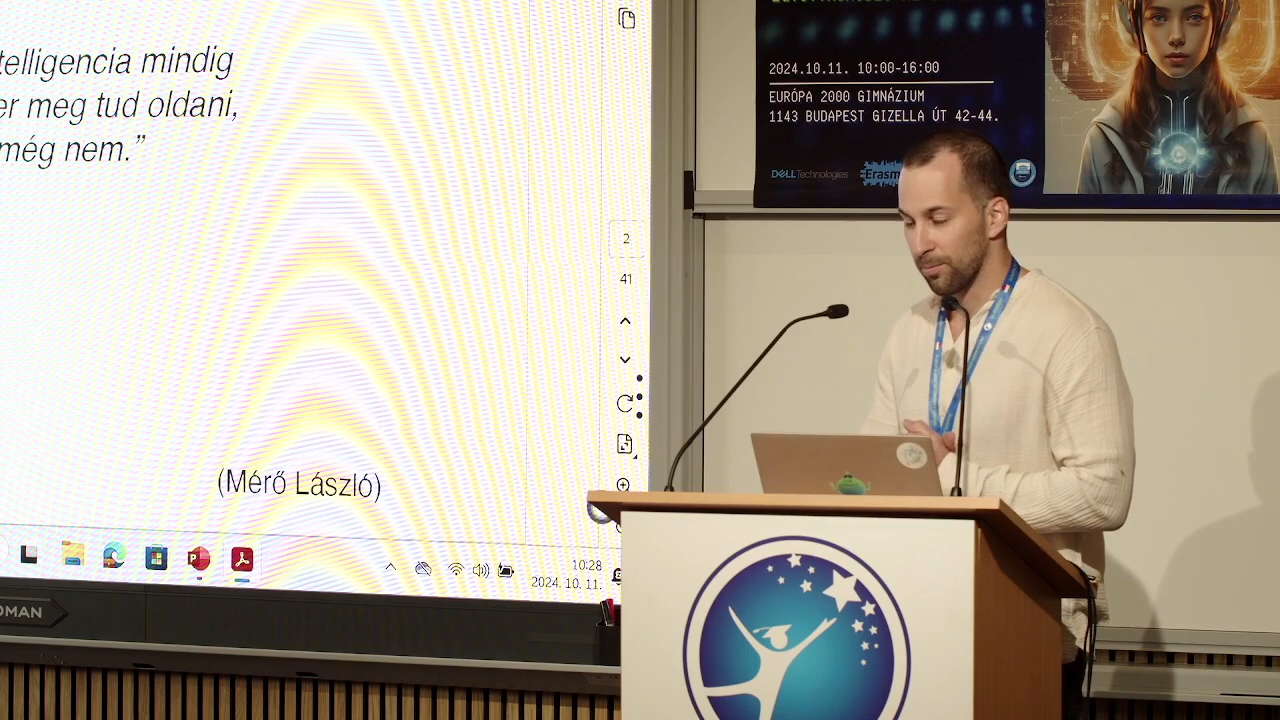 telligencia mindig
er meg tud oldani,
még nem.”
(Mérő László)
2
41
10:28
2024. 10. 11.
OMAN
2024.10.11. 10:00-16:00
EURÓPA 2000 GIMNÁZIUM
1143 BUDAPEST GIZELLA ÚT 42-44.
DELL Technologies
Erasm